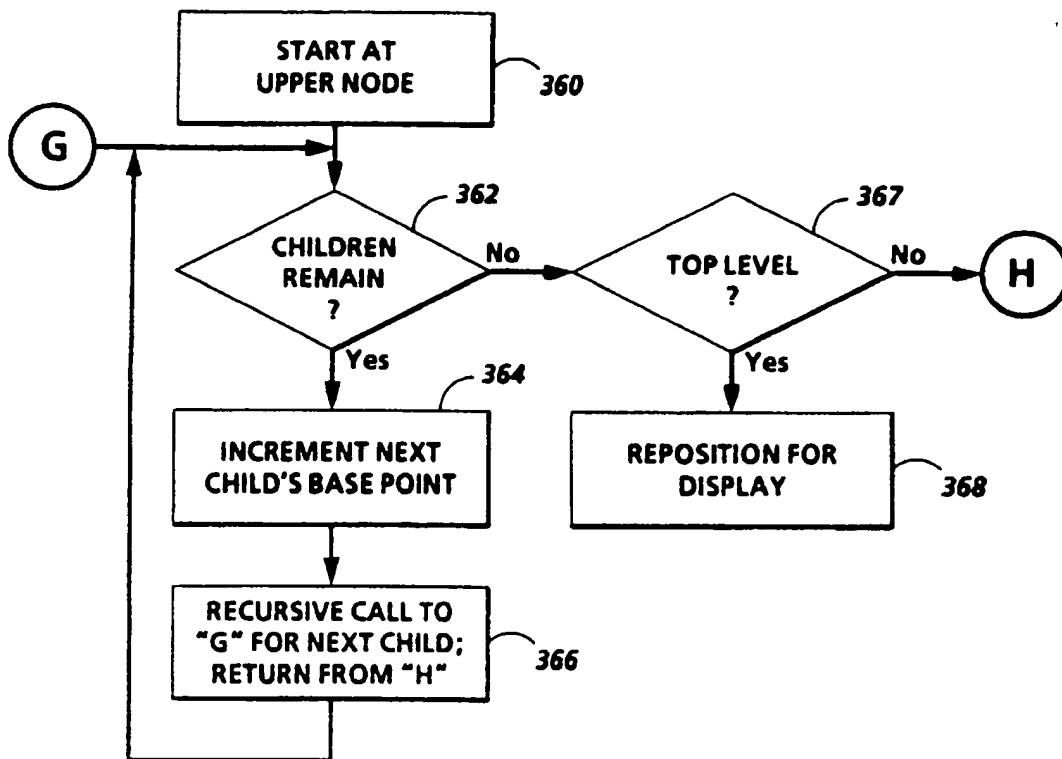 START AT
UPPER NODE
360
G
362
CHILDREN
REMAIN
?
No
Yes
367
TOP LEVEL
?
No
Yes
H
364
INCREMENT NEXT
CHILD'S BASE POINT
REPOSITION FOR
DISPLAY
368
RECURSIVE CALL TO
"G" FOR NEXT CHILD;
RETURN FROM "H"
366